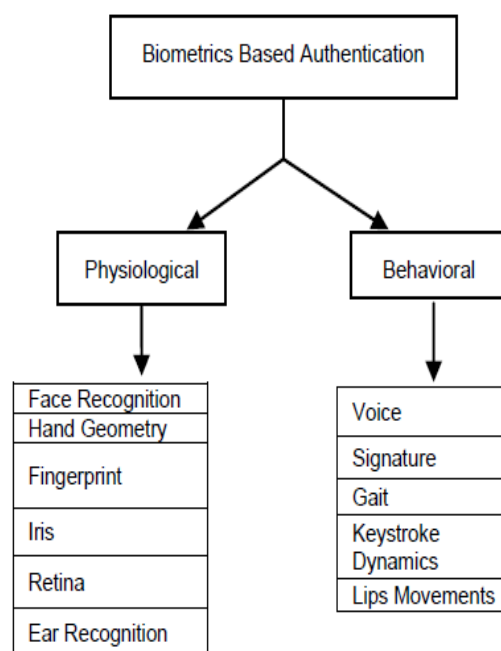 Biometrics Based Authentication
Physiological
Behavioral
Face Recognition
Hand Geometry
Fingerprint
Iris
Retina
Ear Recognition
Voice
Signature
Gait
Keystroke
Dynamics
Lips Movements